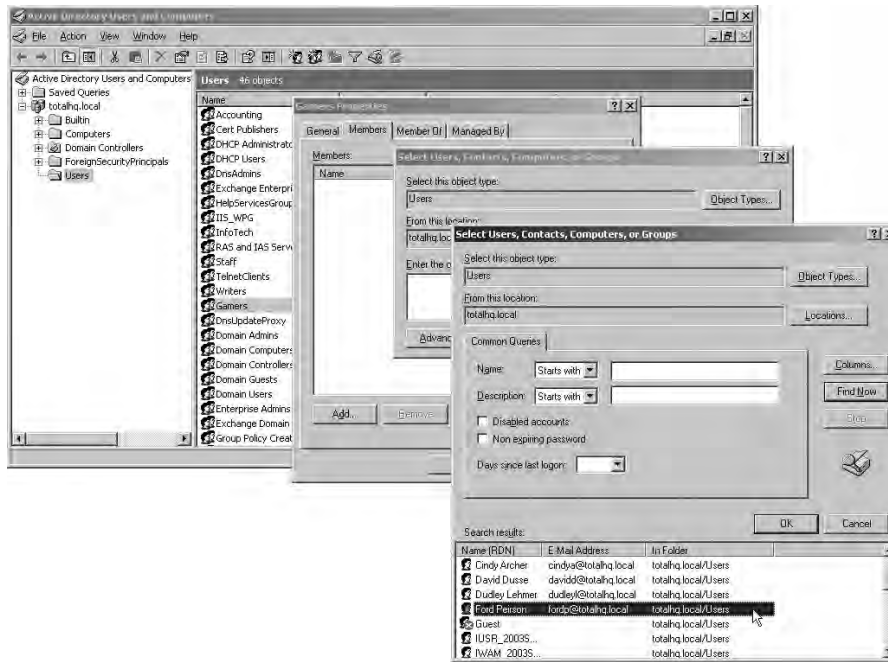 Active Directory Users and Computers
File Action View Window Help
Active Directory Users and Computers
Saved Queries
totalhq.local
Builtin
Computers
Domain Controllers
ForeignSecurityPrincipals
Users
Users 46 objects
Name
Accounting
Cert Publishers
DHCP Administrato
DHCP Users
DnsAdmins
Exchange Enterpri
HelpServicesGroup
IIS_WPG
InfoTech
RAS and IAS Serv
Staff
TelnetClients
Writers
Gamers
DnsUpdateProxy
Domain Admins
Domain Computers
Domain Controllers
Domain Guests
Domain Users
Enterprise Admins
Exchange Domain
Group Policy Creat
Gamers Properties
General Members Member Of Managed By
Members:
Name
Add... Remove
Select Users, Contacts, Computers, or Groups
Select this object type:
Users
Object Types...
From this location:
totalhq.loc
Enter the o
Advanc
Select Users, Contacts, Computers, or Groups
Select this object type:
Users
Object Types...
From this location:
totalhq.local
Locations...
Common Queries
Name: Starts with
Description: Starts with
Disabled accounts
Non expiring password
Days since last logon:
Columns...
Find Now
Stop
OK Cancel
Search results:
Name (RDN) E-Mail Address In Folder
Cindy Archer cindya@totalhq.local totalhq.local/Users
David Dusse davidd@totalhq.local totalhq.local/Users
Dudley Lehmer dudleyl@totalhq.local totalhq.local/Users
Ford Peirson fordp@totalhq.local totalhq.local/Users
Guest totalhq.local/Users
IUSR_2003S... totalhq.local/Users
IWAM_2003S... totalhq.local/Users